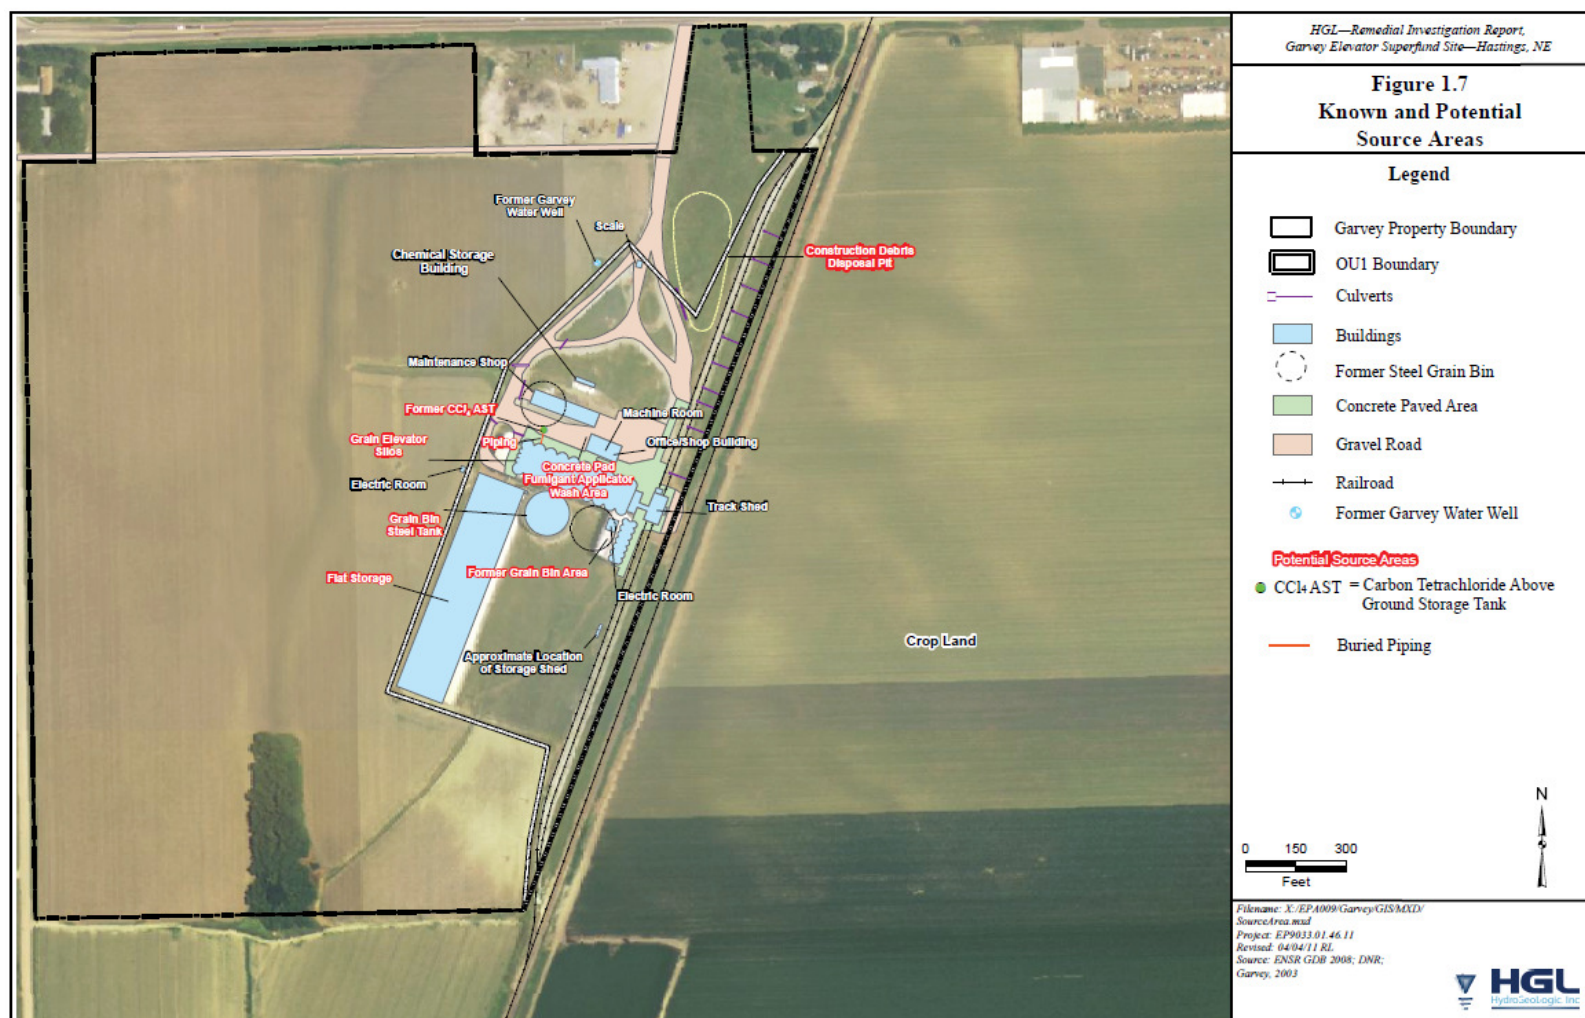 HGL—Remedial Investigation Report,
Garvey Elevator Superfund Site—Hastings, NE
Figure 1.7
Known and Potential
Source Areas
Legend
Garvey Property Boundary
OU1 Boundary
Culverts
Buildings
Former Steel Grain Bin
Concrete Paved Area
Gravel Road
Railroad
Former Garvey Water Well
Potential Source Areas
CCl₄ AST = Carbon Tetrachloride Above
Ground Storage Tank
Buried Piping
N
0 150 300
Feet
Filename: X:/EPA009/Garvey/GIS/MXD/
SourceArea.mxd
Project: EP9033.01.46.11
Revised: 04/04/11 RL
Source: ENSR GDB 2008; DNR;
Garvey, 2003
HGL
HydroGeoLogic, Inc
Former Garvey
Water Well
Scale
Chemical Storage
Building
Construction Debris
Disposal Pit
Maintenance Shop
Former CCl₄ AST
Machine Room
Grain Elevator
Silos
Piping
Office/Shop Building
Concrete Pad
Fumigant Applicator
Wash Area
Electric Room
Track Shed
Grain Bin
Steel Tank
Flat Storage
Former Grain Bin Area
Electric Room
Approximate Location
of Storage Shed
Crop Land